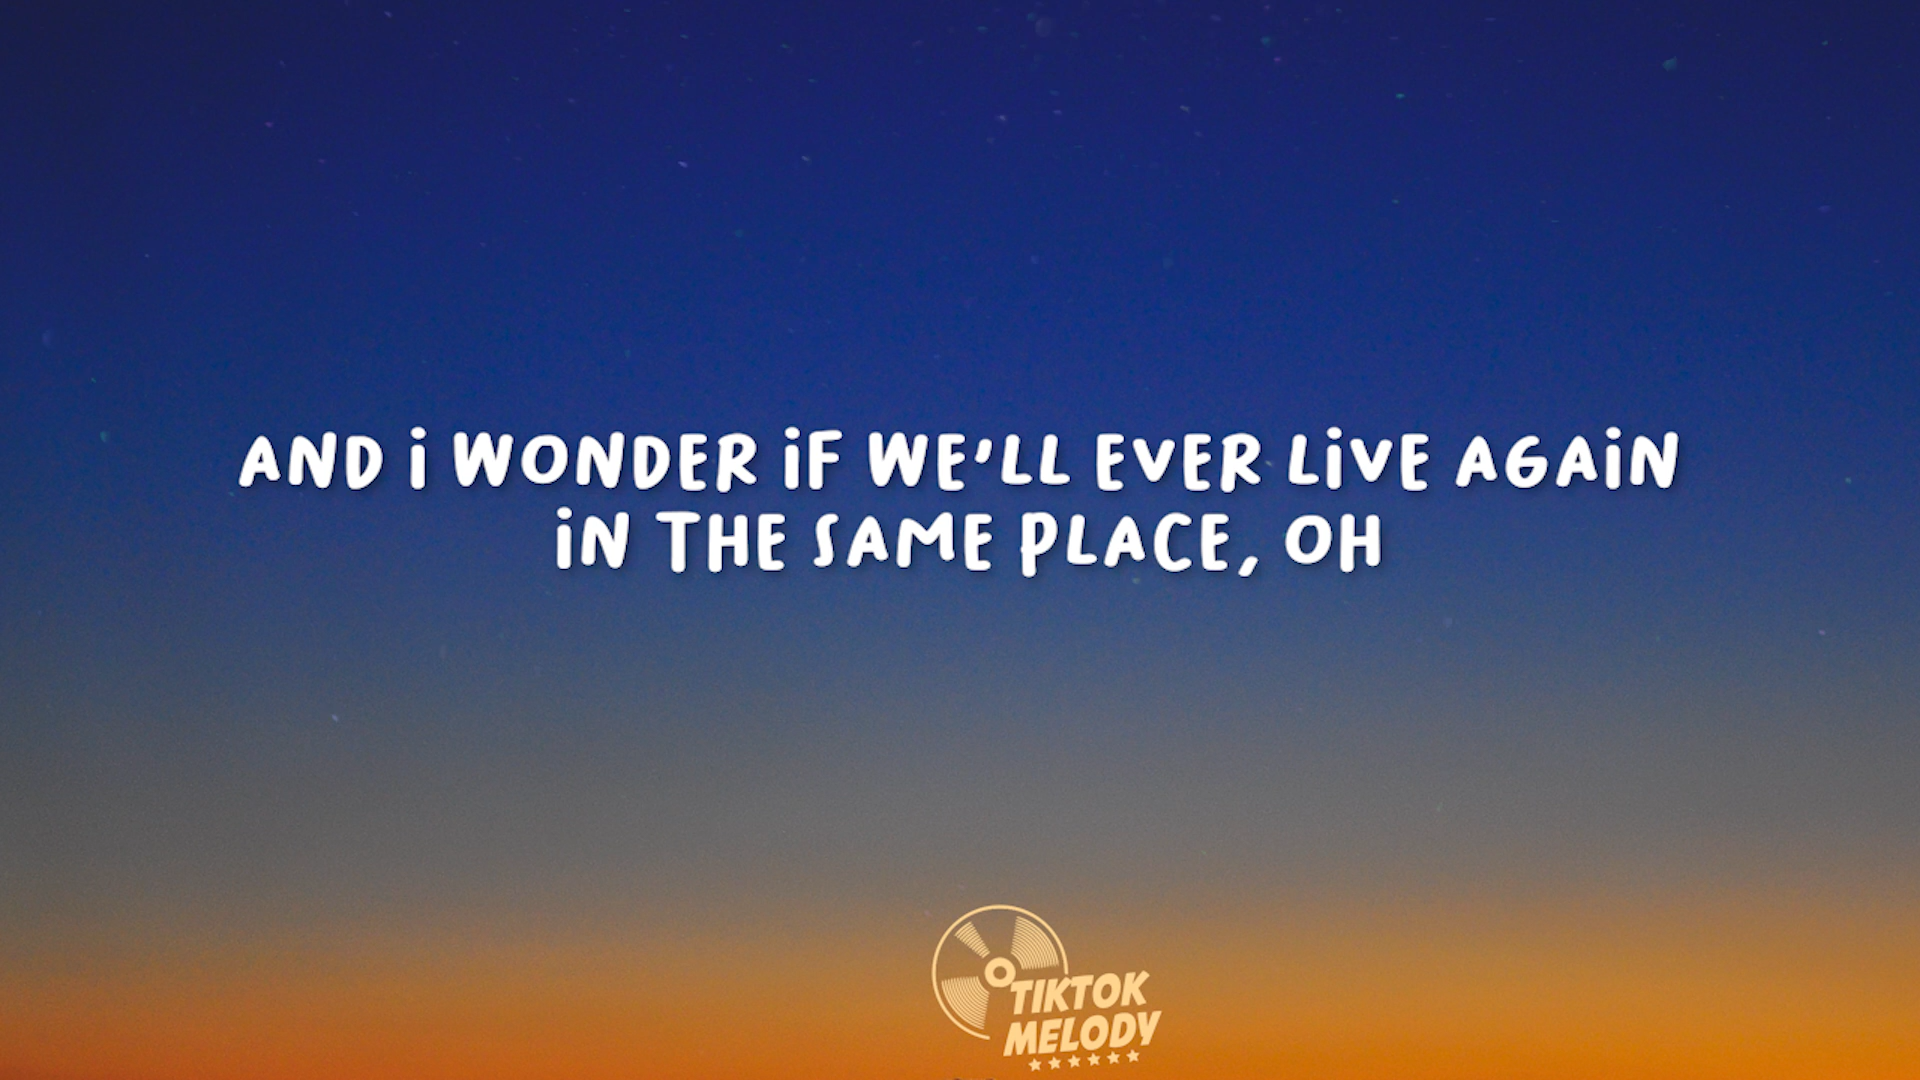 AND i WONDER iF WE'LL EVER LiVE AGAiN
iN THE SAME PLACE, OH
TIKTOK
MELODY